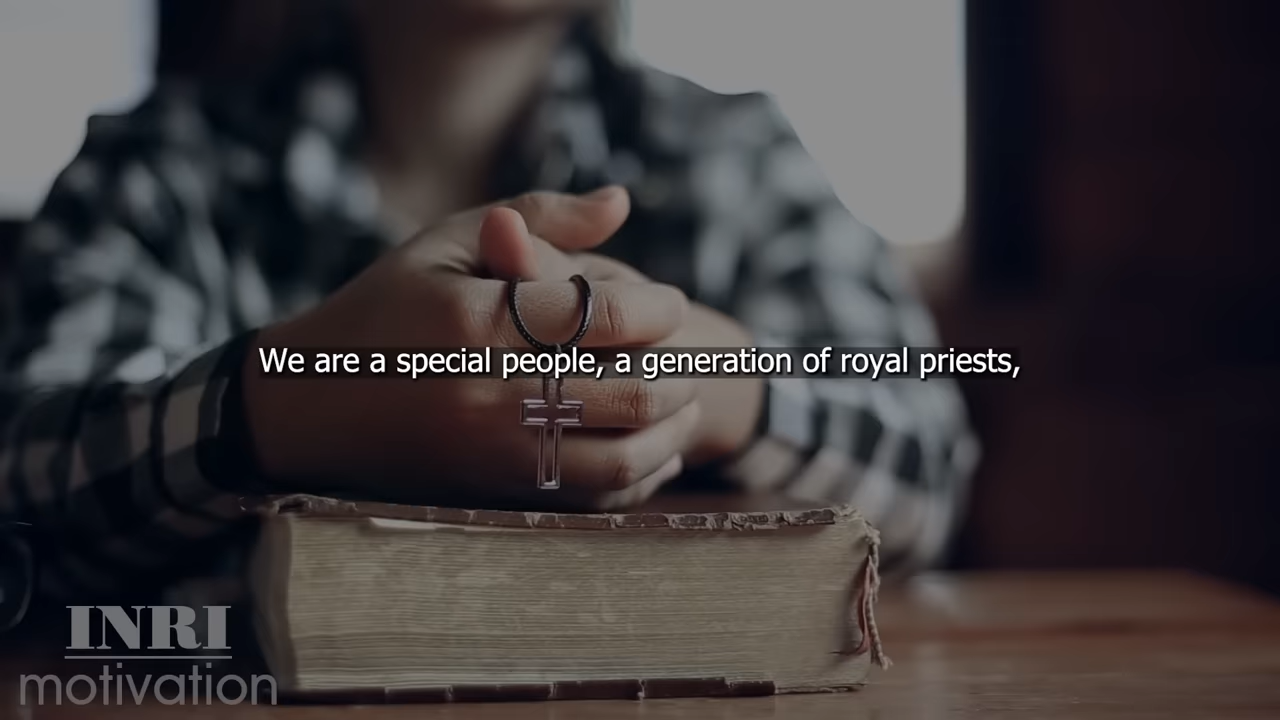 We are a special people, a generation of royal priests,
INRI
motivation